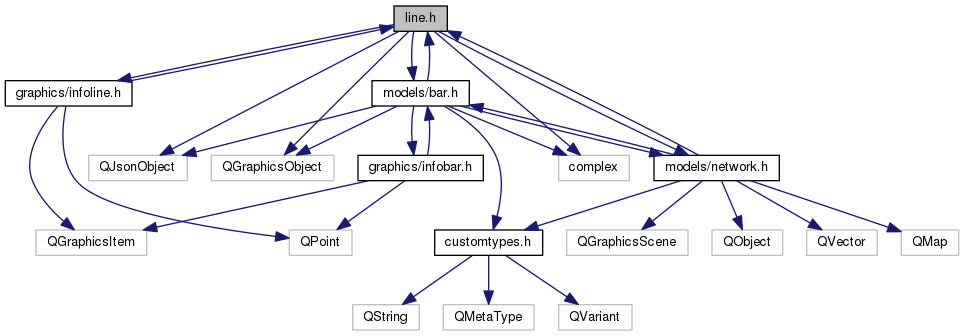 line.h
graphics/infoline.h
models/bar.h
QJsonObject
QGraphicsObject
graphics/infobar.h
complex
models/network.h
QGraphicsItem
QPoint
customtypes.h
QGraphicsScene
QObject
QVector
QMap
QString
QMetaType
QVariant